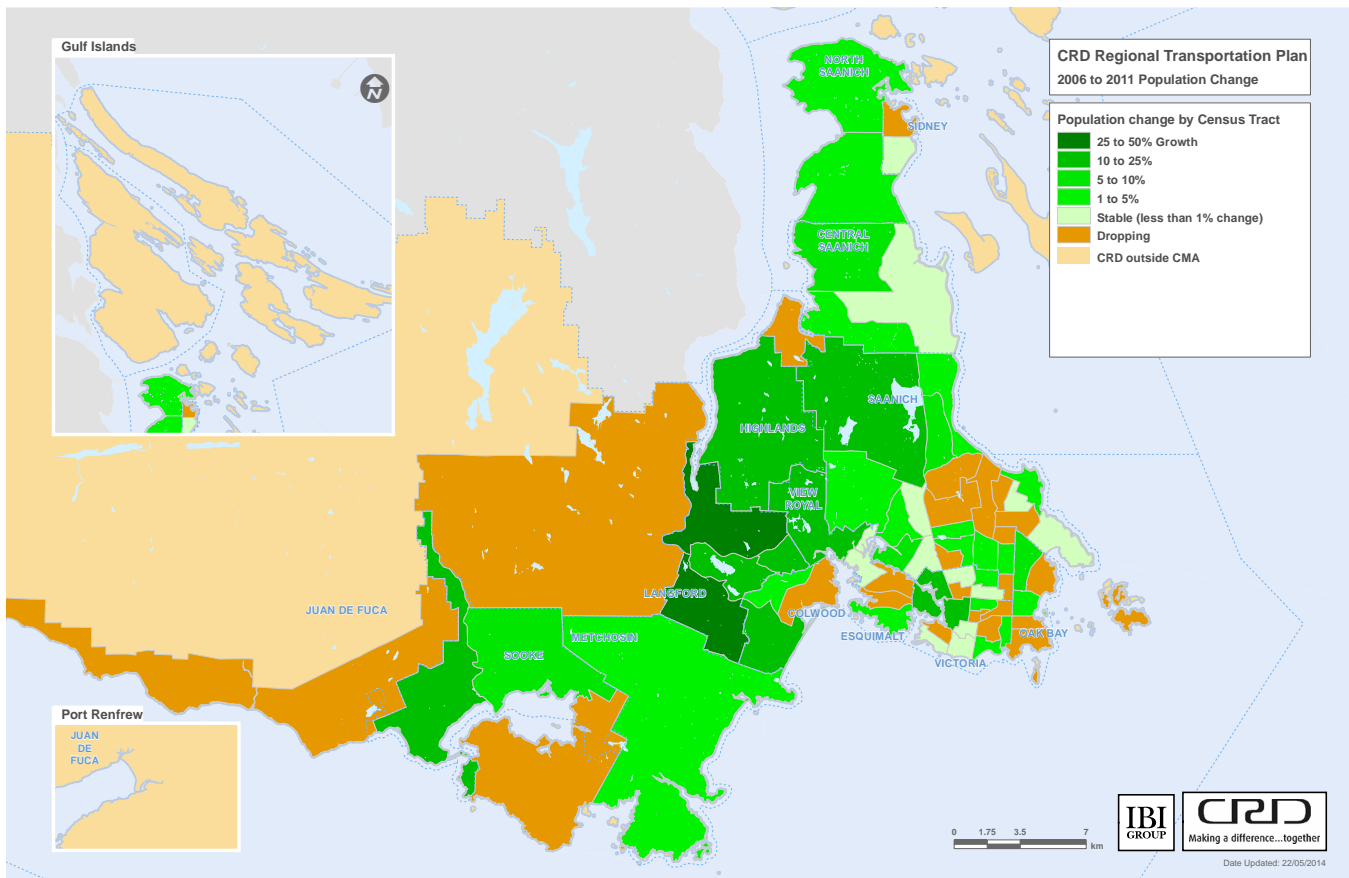 Gulf Islands
N
CRD Regional Transportation Plan
2006 to 2011 Population Change
Population change by Census Tract
25 to 50% Growth
10 to 25%
5 to 10%
1 to 5%
Stable (less than 1% change)
Dropping
CRD outside CMA
NORTH
SAANICH
SIDNEY
CENTRAL
SAANICH
SAANICH
HIGHLANDS
VIEW
ROYAL
LANGFORD
JUAN DE FUCA
COLWOOD
METCHOSIN
ESQUIMALT
OAK BAY
SOOKE
VICTORIA
Port Renfrew
JUAN
DE
FUCA
0 1.75 3.5 7
km
IBI
GROUP
CRD
Making a difference...together
Date Updated: 22/05/2014